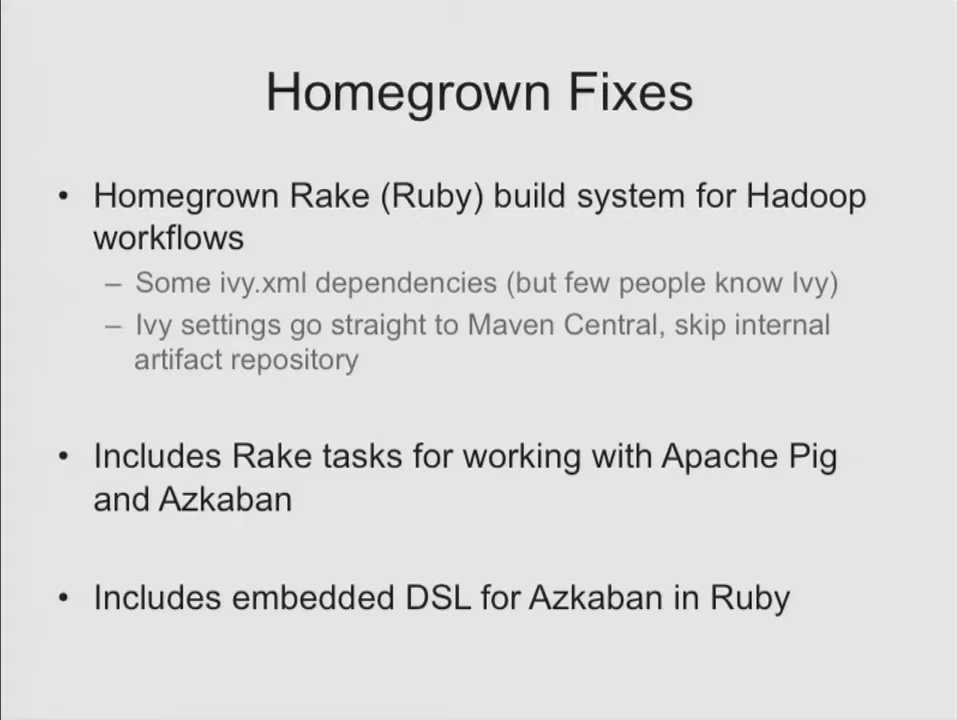 Homegrown Fixes
• Homegrown Rake (Ruby) build system for Hadoop
workflows
– Some ivy.xml dependencies (but few people know Ivy)
– Ivy settings go straight to Maven Central, skip internal
artifact repository
• Includes Rake tasks for working with Apache Pig
and Azkaban
• Includes embedded DSL for Azkaban in Ruby